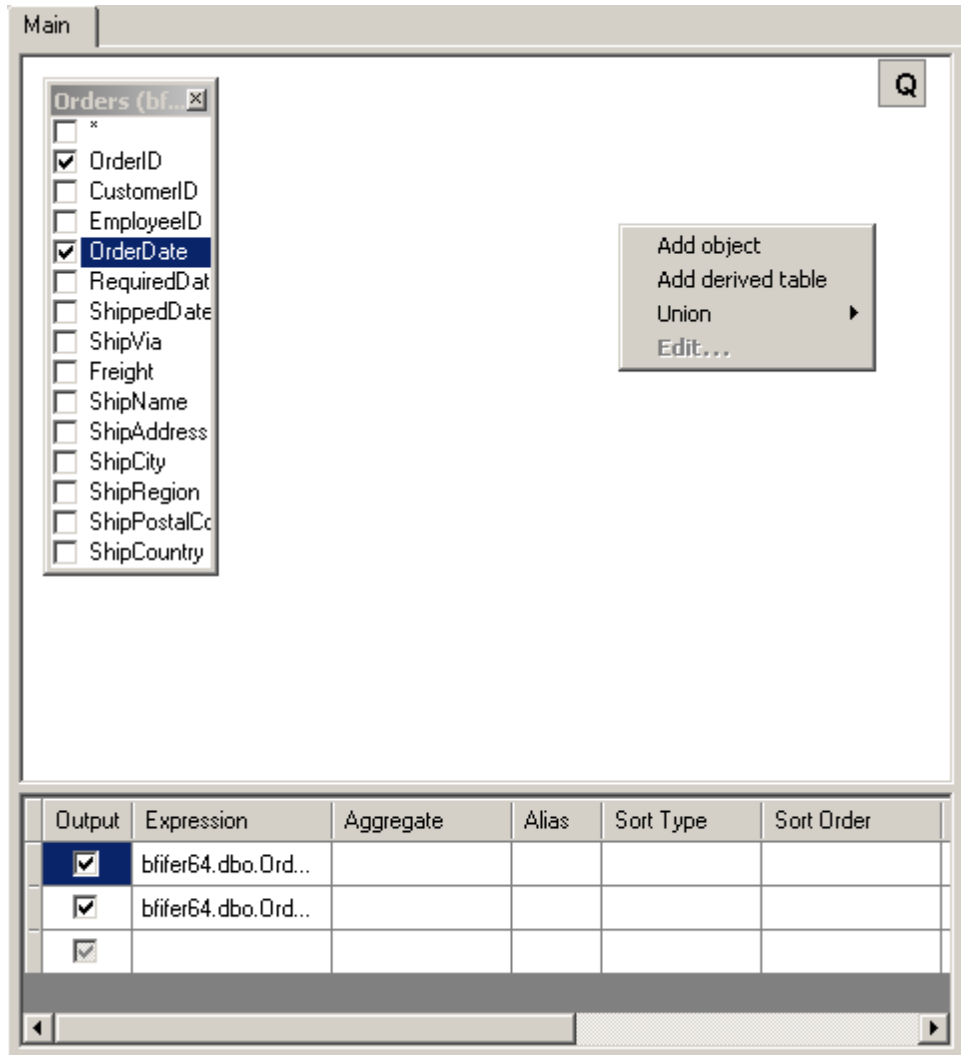 Main
Q
Orders (bf...
*
OrderID
CustomerID
EmployeeID
OrderDate
RequiredDat
ShippedDate
ShipVia
Freight
ShipName
ShipAddress
ShipCity
ShipRegion
ShipPostalCo
ShipCountry
Add object
Add derived table
Union
Edit...
Output Expression Aggregate Alias Sort Type Sort Order
bfifer64.dbo.Ord...
bfifer64.dbo.Ord...